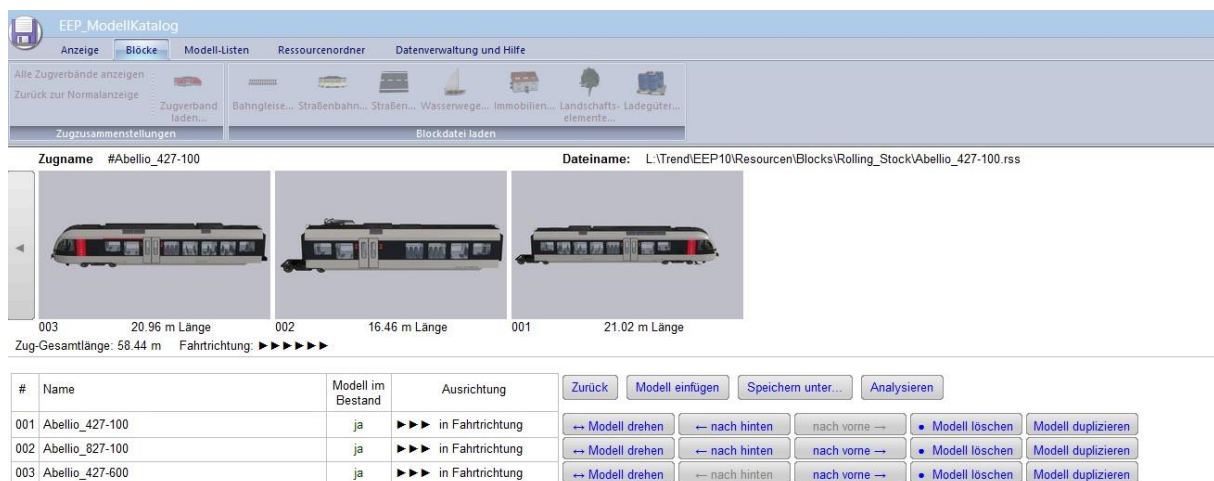 EEP_ModellKatalog
Anzeige Blöcke Modell-Listen Ressourcenordner Datenverwaltung und Hilfe
Alle Zugverbände anzeigen
Zurück zur Normalanzeige
Zugverband laden...
Bahngleise... Straßenbahn... Straßen... Wasserwege... Immobilien... Landschafts- elemente... Ladegüter...
Zugzusammenstellungen Blockdatei laden
Zugname #Abellio_427-100 Dateiname: L:\Trend\EEP10\Resourcen\Blocks\Rolling_Stock\Abellio_427-100.rss
003 20.96 m Länge 002 16.46 m Länge 001 21.02 m Länge
Zug-Gesamtlänge: 58.44 m Fahrtrichtung: ►►►►►►
# Name Modell im Bestand Ausrichtung Zurück Modell einfügen Speichern unter... Analysieren
001 Abellio_427-100 ja ►►► in Fahrtrichtung ↔ Modell drehen ← nach hinten nach vorne → ● Modell löschen Modell duplizieren
002 Abellio_827-100 ja ►►► in Fahrtrichtung ↔ Modell drehen ← nach hinten nach vorne → ● Modell löschen Modell duplizieren
003 Abellio_427-600 ja ►►► in Fahrtrichtung ↔ Modell drehen ← nach hinten nach vorne → ● Modell löschen Modell duplizieren